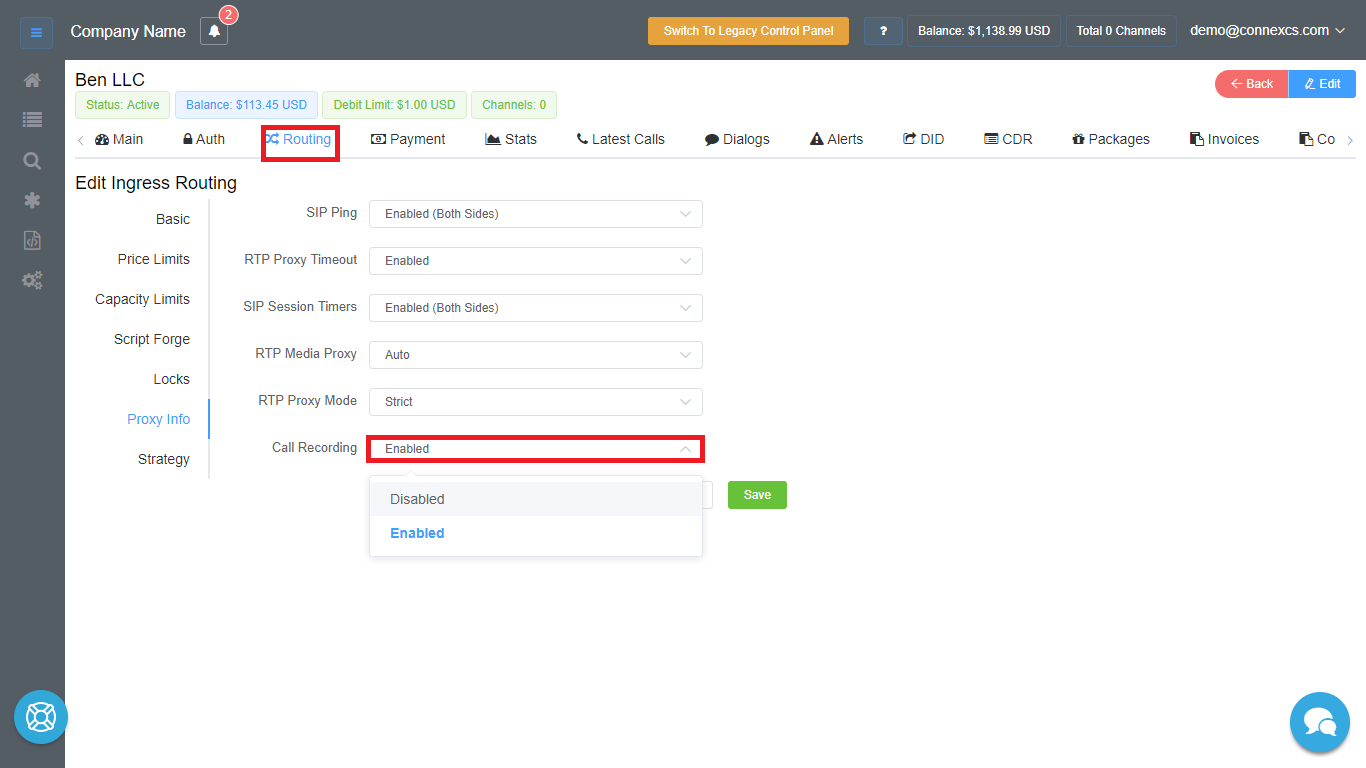 Company Name 2 Switch To Legacy Control Panel ? Balance: $1,138.99 USD Total 0 Channels demo@connexcs.com
Ben LLC
Back Edit
Status: Active Balance: $113.45 USD Debit Limit: $1.00 USD Channels: 0
Main Auth Routing Payment Stats Latest Calls Dialogs Alerts DID CDR Packages Invoices Co
Edit Ingress Routing
Basic
Price Limits
Capacity Limits
Script Forge
Locks
Proxy Info
Strategy
SIP Ping Enabled (Both Sides)
RTP Proxy Timeout Enabled
SIP Session Timers Enabled (Both Sides)
RTP Media Proxy Auto
RTP Proxy Mode Strict
Call Recording Enabled
Disabled
Enabled
Save